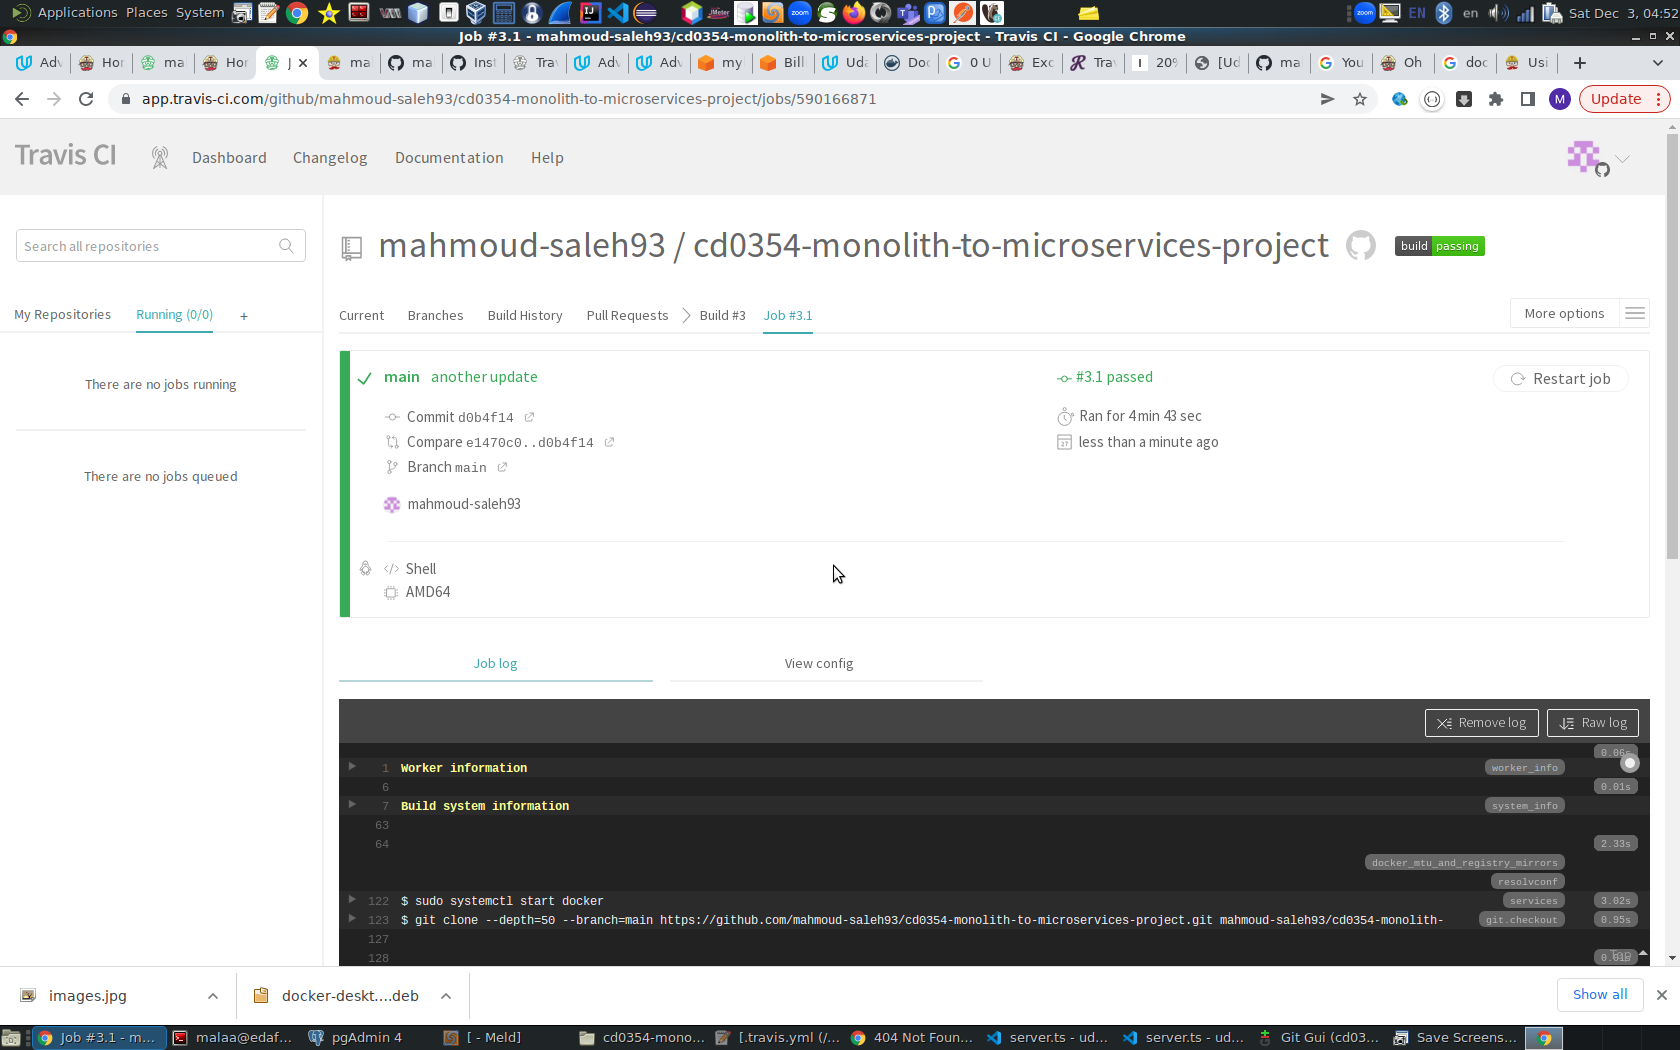 Applications Places System
EN
en
Sat Dec 3, 04:52
Job #3.1 - mahmoud-saleh93/cd0354-monolith-to-microservices-project - Travis CI - Google Chrome
Adv
Hor
ma
Hor
J
ma
ma
Inst
Tra
Adv
Adv
my
Bill
Uda
Doc
0 U
Exc
Trav
20%
[Ud
ma
You
Oh
doc
Usi
app.travis-ci.com/github/mahmoud-saleh93/cd0354-monolith-to-microservices-project/jobs/590166871
M
Update
Travis CI
Dashboard
Changelog
Documentation
Help
Search all repositories
My Repositories
Running (0/0)
+
There are no jobs running
There are no jobs queued
mahmoud-saleh93 / cd0354-monolith-to-microservices-project
build passing
Current
Branches
Build History
Pull Requests
Build #3
Job #3.1
More options
main another update
#3.1 passed
Restart job
Commit d0b4f14
Ran for 4 min 43 sec
Compare e1470c0..d0b4f14
less than a minute ago
Branch main
mahmoud-saleh93
Shell
AMD64
Job log
View config
Remove log
Raw log
0.06s
1 Worker information worker_info
6 0.01s
7 Build system information system_info
63
64 2.33s
docker_mtu_and_registry_mirrors
resolvconf
122 $ sudo systemctl start docker services 3.02s
123 $ git clone --depth=50 --branch=main https://github.com/mahmoud-saleh93/cd0354-monolith-to-microservices-project.git mahmoud-saleh93/cd0354-monolith- git.checkout 0.95s
127
128
Top
images.jpg
docker-deskt....deb
Show all
Job #3.1 - m...
malaa@edaf...
pgAdmin 4
[ - Meld]
cd0354-mono...
[.travis.yml (/...
404 Not Foun...
server.ts - ud...
server.ts - ud...
Git Gui (cd03...
Save Screens...